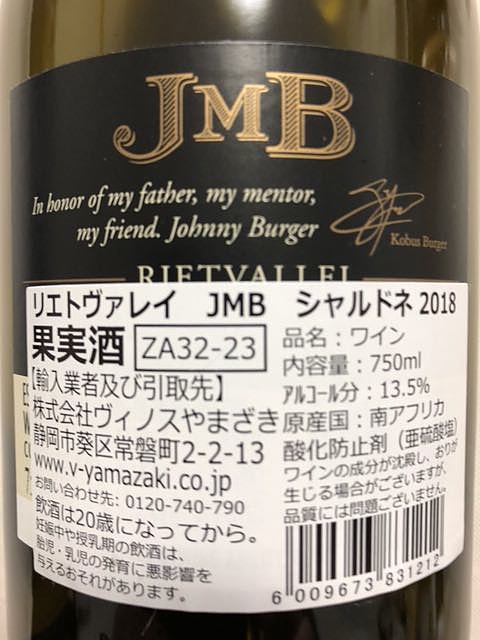 JMB
In honor of my father, my mentor,
my friend. Johnny Burger
Kobus Burger
RIETVALLEI
リエトヴァレイ JMB シャルドネ 2018
果実酒 ZA32-23
【輸入業者及び引取先】
株式会社ヴィノスやまざき
静岡市葵区常磐町2-2-13
www.v-yamazaki.co.jp
お問い合わせ先: 0120-740-790
飲酒は20歳になってから。
妊娠中や授乳期の飲酒は、
胎児・乳児の発育に悪影響を
与えるおそれがあります。
品名：ワイン
内容量：750ml
アルコール分：13.5%
原産国：南アフリカ
酸化防止剤（亜硫酸塩）
ワインの成分が沈殿し、おりが
生じる場合がございますが、
品質には問題ございません。
6 009673 831212